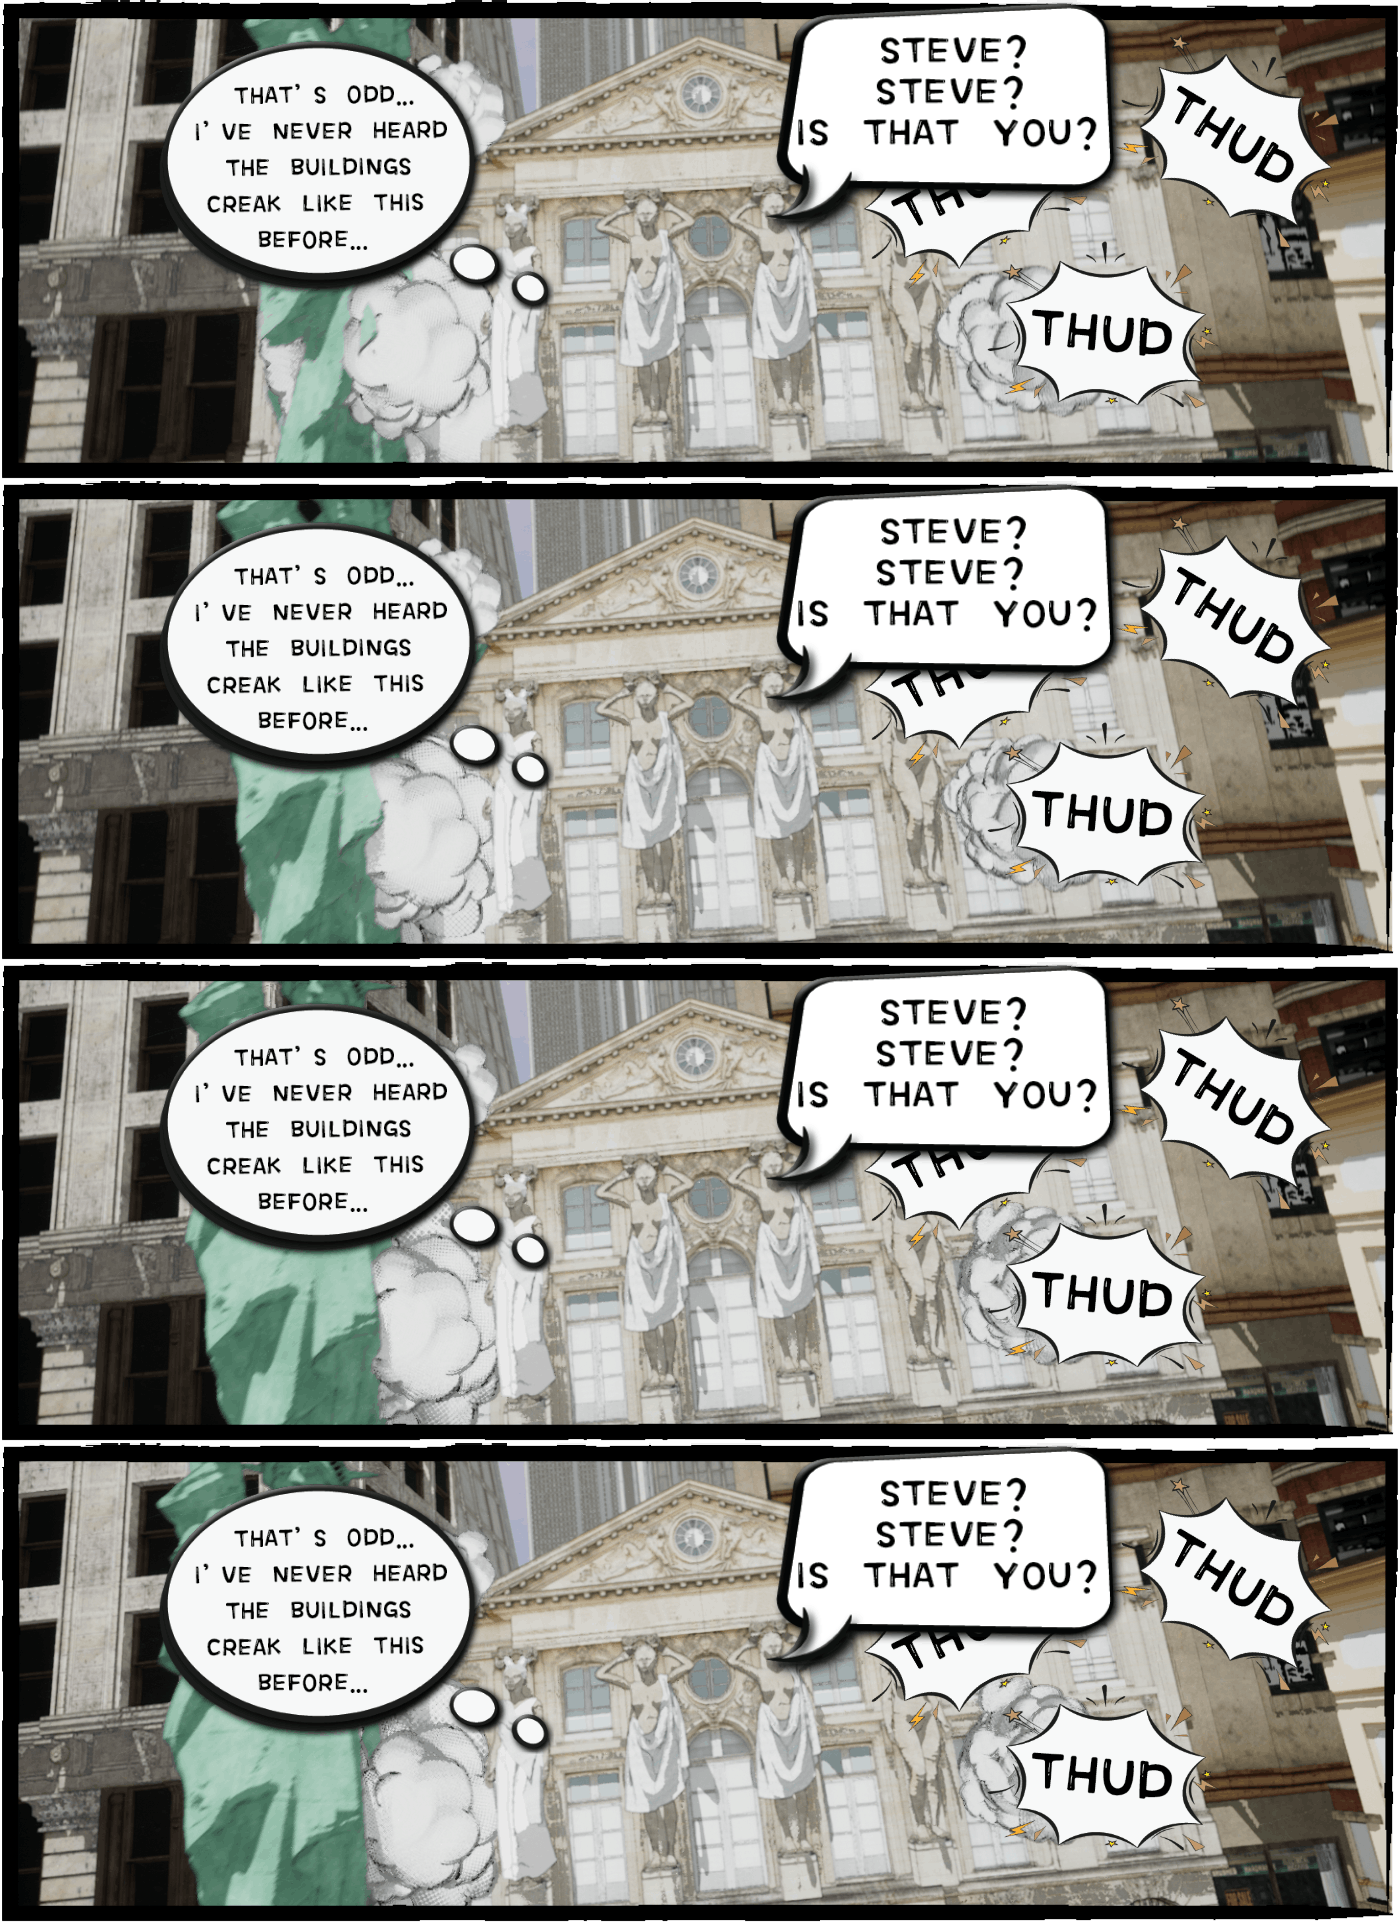 THAT'S ODD...
I'VE NEVER HEARD
THE BUILDINGS
CREAK LIKE THIS
BEFORE...
STEVE?
STEVE?
IS THAT YOU?
THUD
THUD
THAT'S ODD...
I'VE NEVER HEARD
THE BUILDINGS
CREAK LIKE THIS
BEFORE...
STEVE?
STEVE?
IS THAT YOU?
THUD
THUD
THAT'S ODD...
I'VE NEVER HEARD
THE BUILDINGS
CREAK LIKE THIS
BEFORE...
STEVE?
STEVE?
IS THAT YOU?
THUD
THUD
THAT'S ODD...
I'VE NEVER HEARD
THE BUILDINGS
CREAK LIKE THIS
BEFORE...
STEVE?
STEVE?
IS THAT YOU?
THUD
THUD